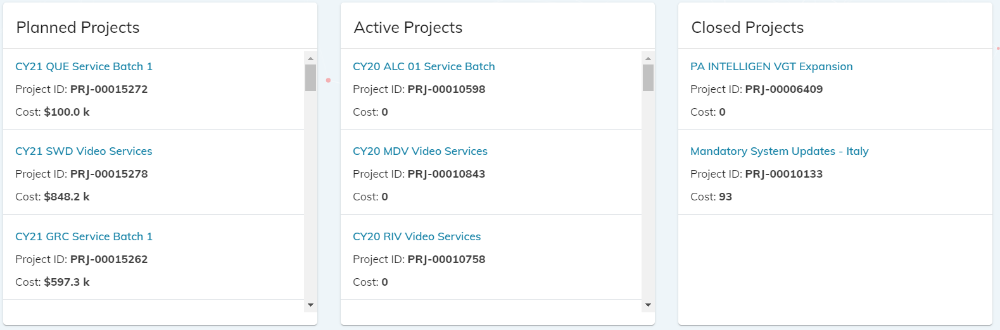 Planned Projects
CY21 QUE Service Batch 1
Project ID: PRJ-00015272
Cost: $100.0 k
CY21 SWD Video Services
Project ID: PRJ-00015278
Cost: $848.2 k
CY21 GRC Service Batch 1
Project ID: PRJ-00015262
Cost: $597.3 k
Active Projects
CY20 ALC 01 Service Batch
Project ID: PRJ-00010598
Cost: 0
CY20 MDV Video Services
Project ID: PRJ-00010843
Cost: 0
CY20 RIV Video Services
Project ID: PRJ-00010758
Cost: 0
Closed Projects
PA INTELLIGEN VGT Expansion
Project ID: PRJ-00006409
Cost: 0
Mandatory System Updates - Italy
Project ID: PRJ-00010133
Cost: 93